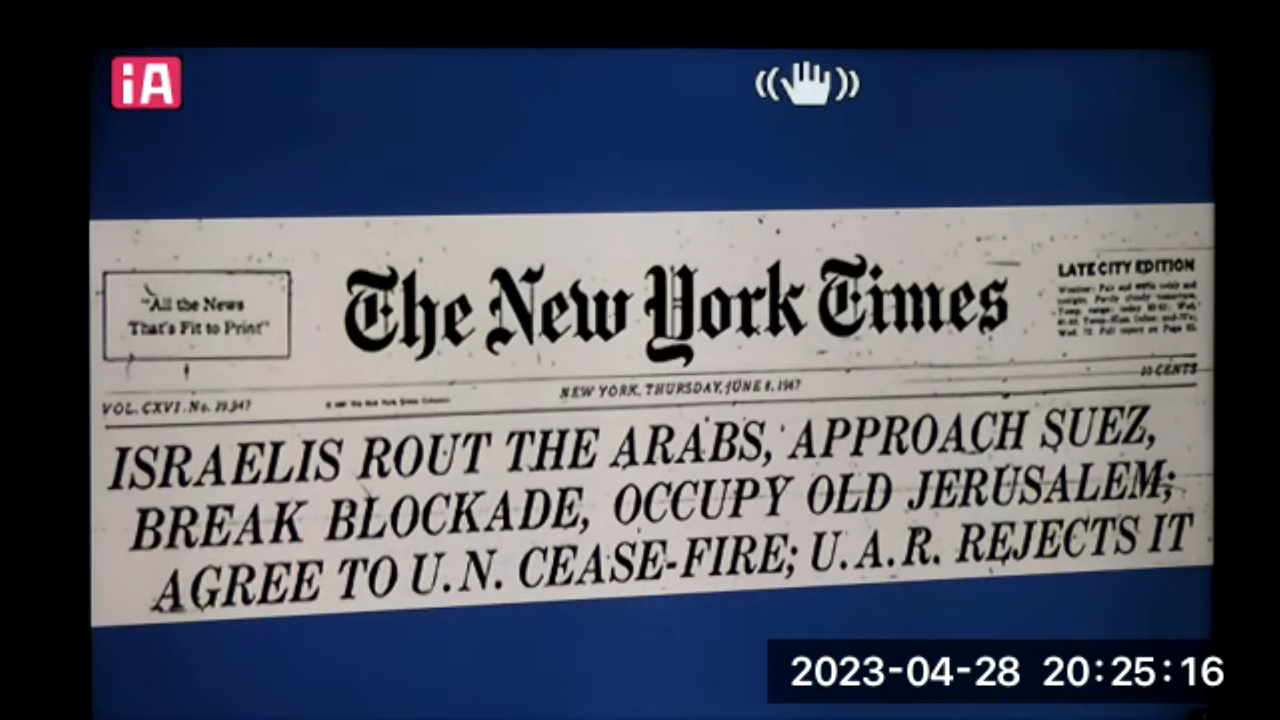 iA
"All the News
That's Fit to Print"
The New York Times
LATE CITY EDITION
VOL. CXVI. No. 39,947
NEW YORK, THURSDAY, JUNE 8, 1967
10 CENTS
ISRAELIS ROUT THE ARABS, APPROACH SUEZ,
BREAK BLOCKADE, OCCUPY OLD JERUSALEM;
AGREE TO U.N. CEASE-FIRE; U.A.R. REJECTS IT
2023-04-28 20:25:16